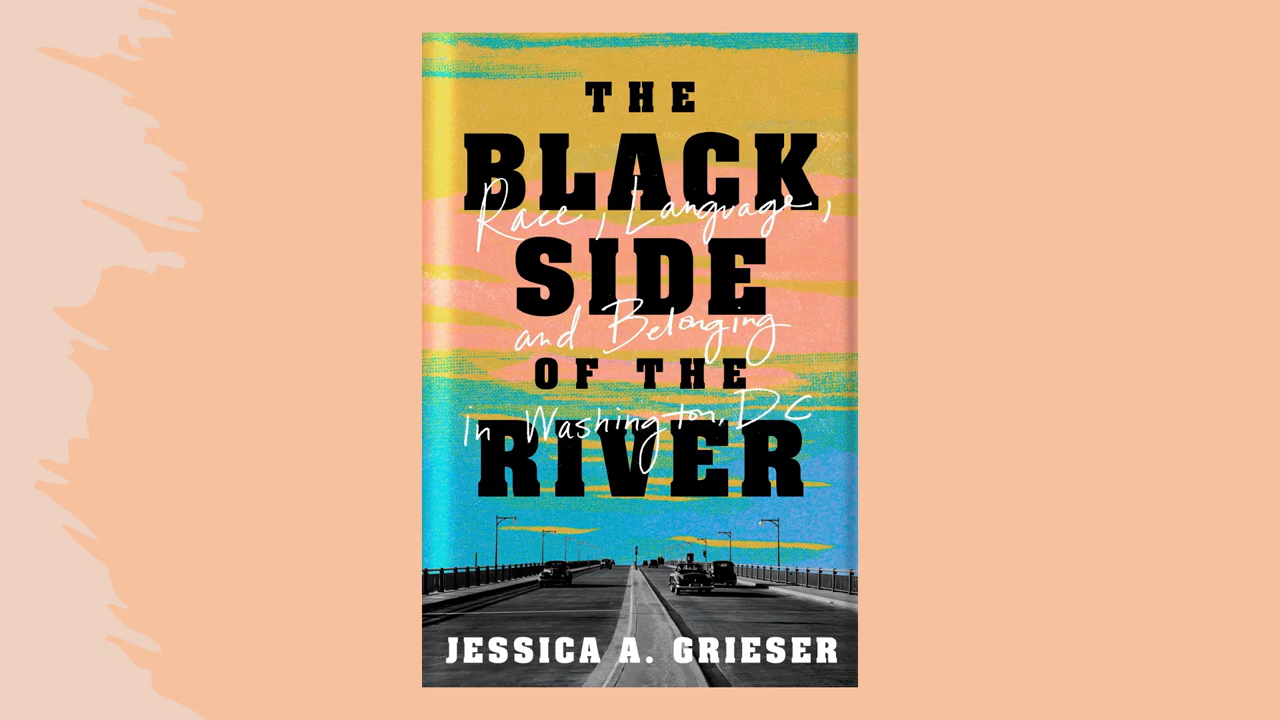 THE
BLACK
Race, Language,
SIDE
and Belonging
OF THE
in Washington, DC
RIVER
JESSICA A. GRIESER